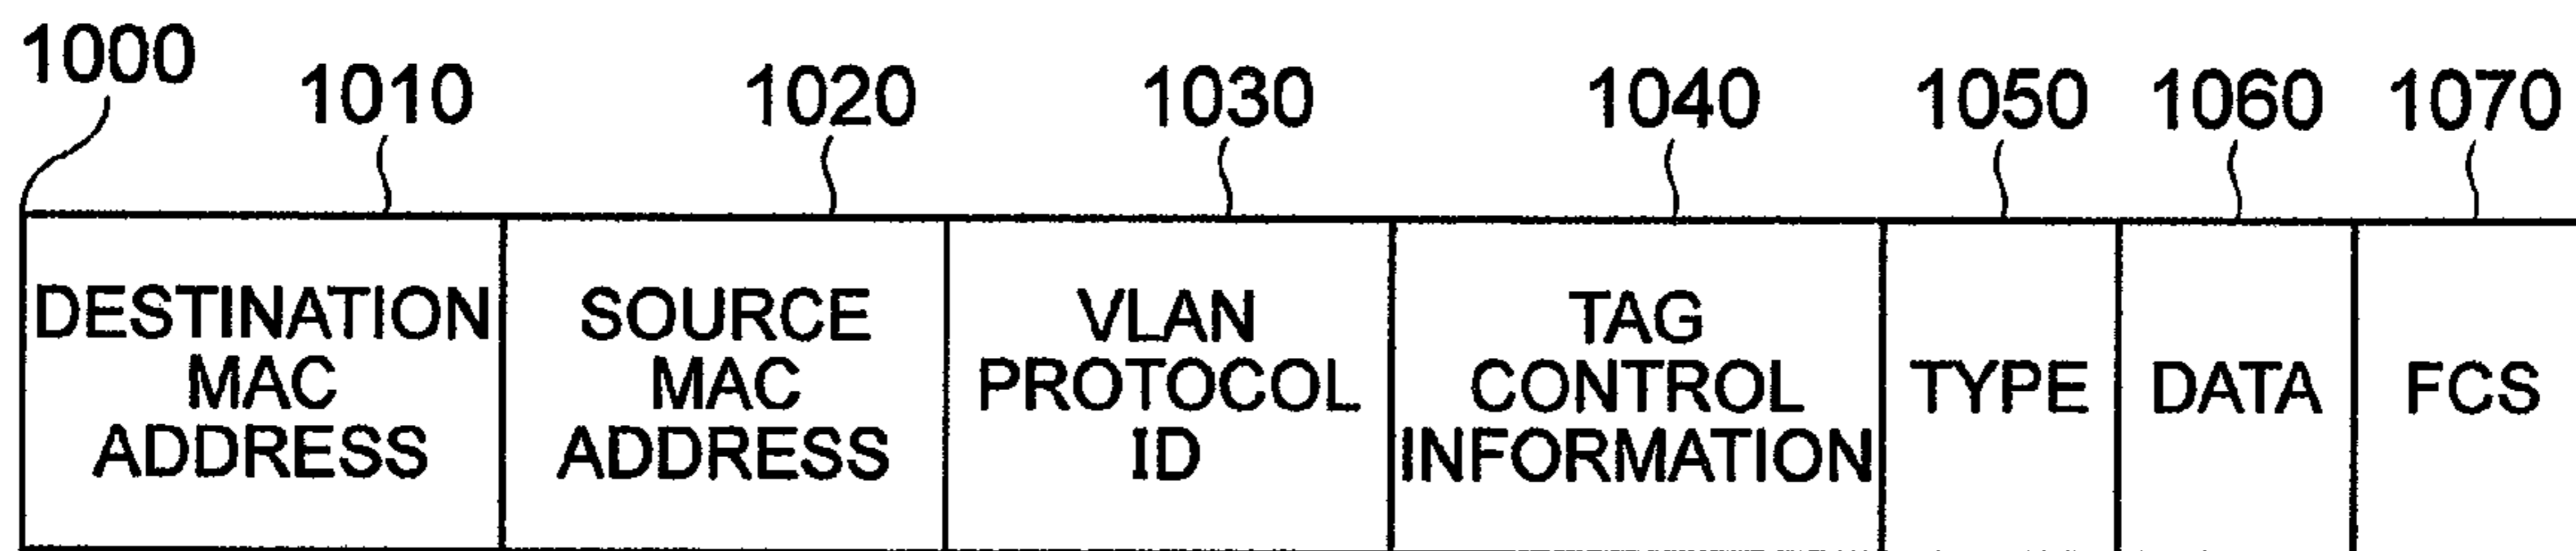 1000 1010 1020 1030 1040 1050 1060 1070
DESTINATION
MAC
ADDRESS
SOURCE
MAC
ADDRESS
VLAN
PROTOCOL
ID
TAG
CONTROL
INFORMATION
TYPE
DATA
FCS